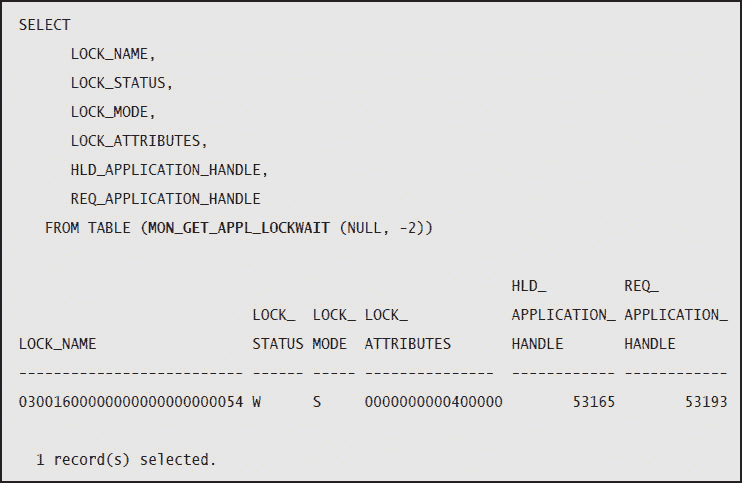 SELECT
LOCK_NAME,
LOCK_STATUS,
LOCK_MODE,
LOCK_ATTRIBUTES,
HLD_APPLICATION_HANDLE,
REQ_APPLICATION_HANDLE
FROM TABLE (MON_GET_APPL_LOCKWAIT (NULL, -2))
HLD_ REQ_
LOCK_ LOCK_ LOCK_ APPLICATION_ APPLICATION_
LOCK_NAME STATUS MODE ATTRIBUTES HANDLE HANDLE
-------------------------- ------ ----- --------------- ------------ ------------
03001600000000000000000054 W S 0000000000400000 53165 53193
1 record(s) selected.